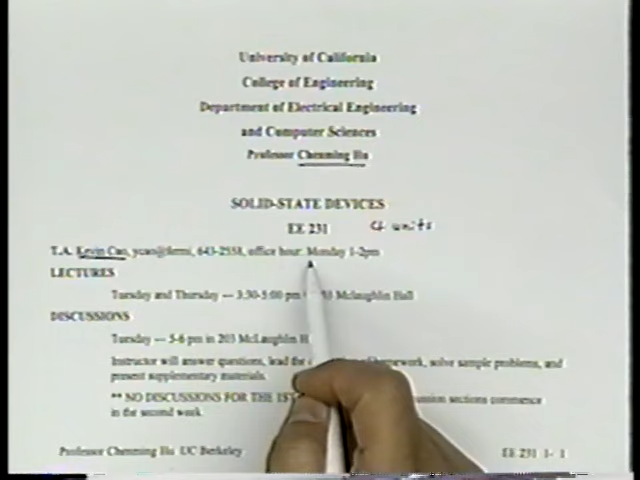 University of California
College of Engineering
Department of Electrical Engineering
and Computer Sciences
Professor Chenming Hu
SOLID-STATE DEVICES
EE 231 4 units
T.A. Kevin Cao, 643-2558, office hour: Monday 1-2pm
LECTURES
Tuesday and Thursday --- 3:30-5:00 pm McLaughlin Hall
DISCUSSIONS
Tuesday --- 5-6 pm in 203 McLaughlin H
Instructor will answer questions, lead the homework, solve sample problems, and
present supplementary materials.
** NO DISCUSSIONS FOR THE 1ST sections commence
in the second week.
Professor Chenming Hu UC Berkeley EE 231 1- 1